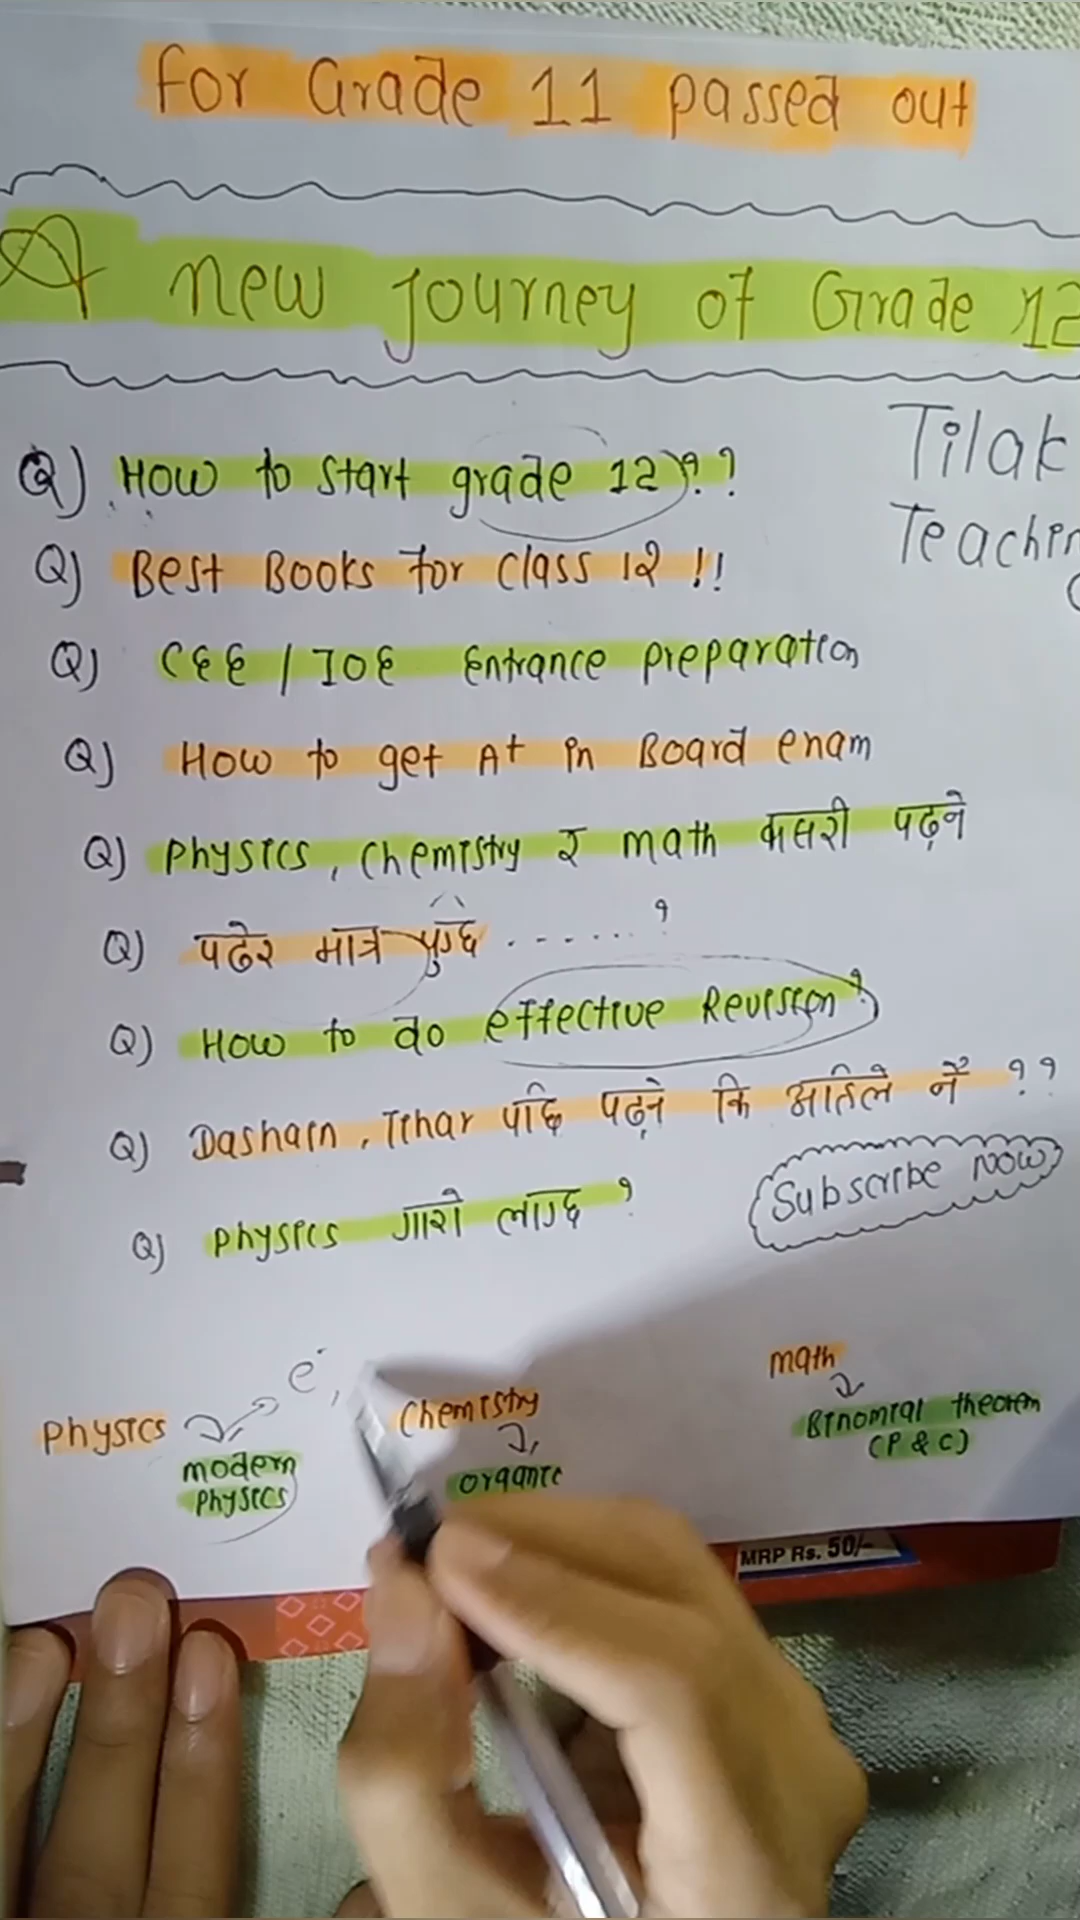 For Grade 11 passed out
A new journey of Grade 12
Tilak
Teachin
Q) How to start grade 12 ??
Q) Best Books for class 12 !!
Q) CEE / IOE Entrance preparation
Q) How to get A+ in Board enam
Q) Physics, Chemistry र math कसरी पढ्ने
Q) पढेर मात्र पुग्छ .......?
Q) How to do effective Revision?
Q) Dashain, Tihar पछि पढ्ने कि अहिले नै ??
Q) Physics गारो लाग्छ ?
Subscribe Now
e-,
Physics
modern
Physics
Chemistry
organic
math
Binomial theorem
(P & C)
MRP Rs. 50/-